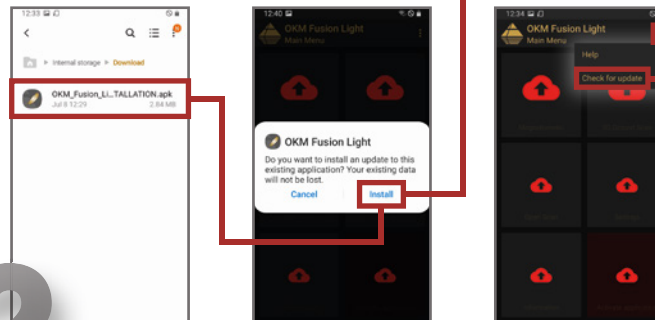 12:33
Internal storage > Download
OKM_Fusion_Li...TALLATION.apk
Jul 8 12:29
2.84 MB
12:40
OKM Fusion Light
Main Menu
OKM Fusion Light
Do you want to install an update to this
existing application? Your existing data
will not be lost.
Cancel
Install
12:34
OKM Fusion Light
Main Menu
Help
Check for update